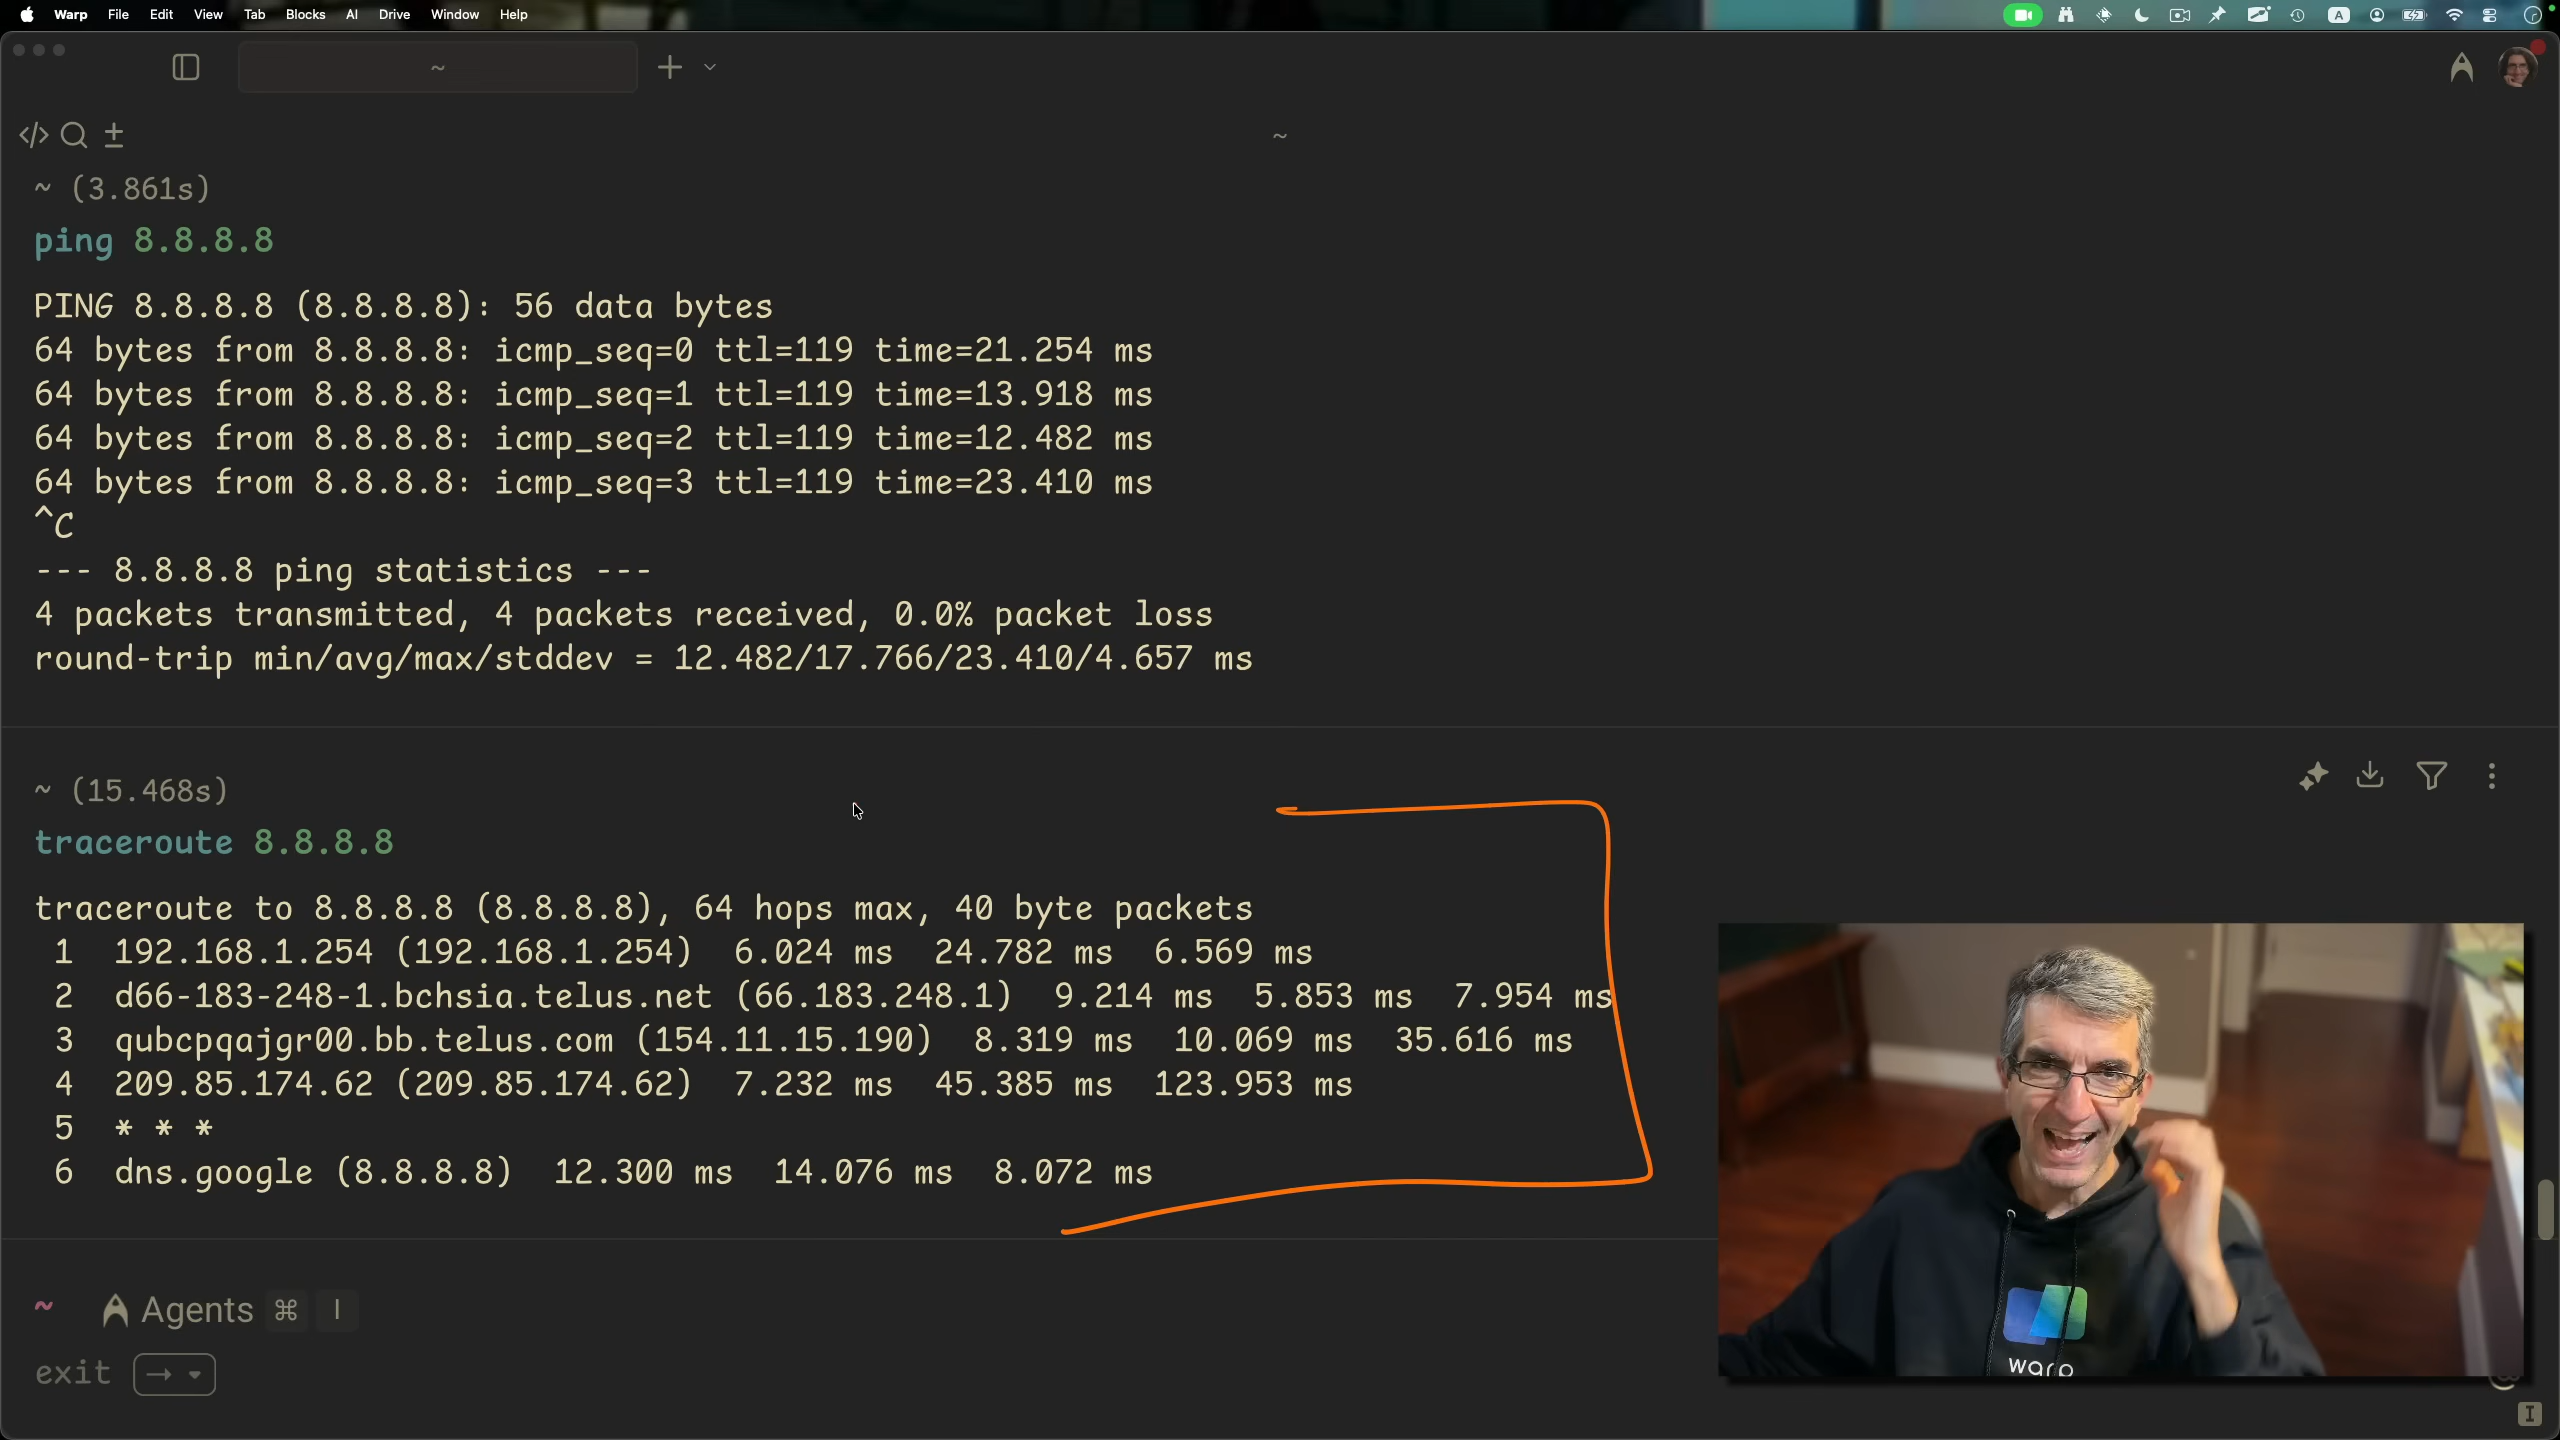 Warp File Edit View Tab Blocks AI Drive Window Help
A
~
~
~ (3.861s)
ping 8.8.8.8
PING 8.8.8.8 (8.8.8.8): 56 data bytes
64 bytes from 8.8.8.8: icmp_seq=0 ttl=119 time=21.254 ms
64 bytes from 8.8.8.8: icmp_seq=1 ttl=119 time=13.918 ms
64 bytes from 8.8.8.8: icmp_seq=2 ttl=119 time=12.482 ms
64 bytes from 8.8.8.8: icmp_seq=3 ttl=119 time=23.410 ms
^C
--- 8.8.8.8 ping statistics ---
4 packets transmitted, 4 packets received, 0.0% packet loss
round-trip min/avg/max/stddev = 12.482/17.766/23.410/4.657 ms
~ (15.468s)
traceroute 8.8.8.8
traceroute to 8.8.8.8 (8.8.8.8), 64 hops max, 40 byte packets
1 192.168.1.254 (192.168.1.254) 6.024 ms 24.782 ms 6.569 ms
2 d66-183-248-1.bchsia.telus.net (66.183.248.1) 9.214 ms 5.853 ms 7.954 ms
3 qubcpqajgr00.bb.telus.com (154.11.15.190) 8.319 ms 10.069 ms 35.616 ms
4 209.85.174.62 (209.85.174.62) 7.232 ms 45.385 ms 123.953 ms
5 * * *
6 dns.google (8.8.8.8) 12.300 ms 14.076 ms 8.072 ms
~ Agents ⌘ I
exit →
warp